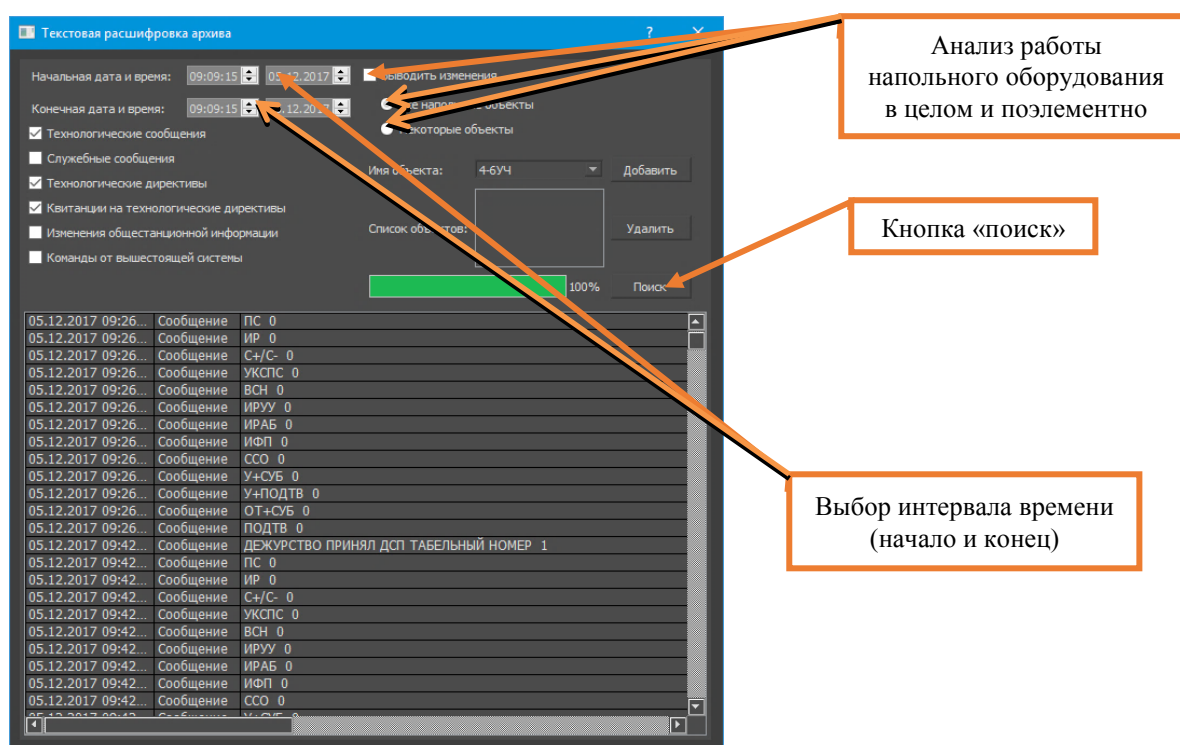 Текстовая расшифровка архива ? ×
Начальная дата и время: 09:09:15 05.12.2017
Выводить изменения
Конечная дата и время: 09:09:15 .12.2017
напольные объекты
Некоторые объекты
Технологические сообщения
Служебные сообщения
Технологические директивы
Квитанции на технологические директивы
Изменения общестанционной информации
Команды от вышестоящей системы
Имя объекта: 4-6УЧ Добавить
Список объектов: Удалить
100% Поиск
05.12.2017 09:26... Сообщение ПС 0
05.12.2017 09:26... Сообщение ИР 0
05.12.2017 09:26... Сообщение С+/С- 0
05.12.2017 09:26... Сообщение УКСПС 0
05.12.2017 09:26... Сообщение ВСН 0
05.12.2017 09:26... Сообщение ИРУУ 0
05.12.2017 09:26... Сообщение ИРАБ 0
05.12.2017 09:26... Сообщение ИФП 0
05.12.2017 09:26... Сообщение ССО 0
05.12.2017 09:26... Сообщение У+СУБ 0
05.12.2017 09:26... Сообщение У+ПОДТВ 0
05.12.2017 09:26... Сообщение ОТ+СУБ 0
05.12.2017 09:26... Сообщение ПОДТВ 0
05.12.2017 09:42... Сообщение ДЕЖУРСТВО ПРИНЯЛ ДСП ТАБЕЛЬНЫЙ НОМЕР 1
05.12.2017 09:42... Сообщение ПС 0
05.12.2017 09:42... Сообщение ИР 0
05.12.2017 09:42... Сообщение С+/С- 0
05.12.2017 09:42... Сообщение УКСПС 0
05.12.2017 09:42... Сообщение ВСН 0
05.12.2017 09:42... Сообщение ИРУУ 0
05.12.2017 09:42... Сообщение ИРАБ 0
05.12.2017 09:42... Сообщение ИФП 0
05.12.2017 09:42... Сообщение ССО 0
Анализ работы
напольного оборудования
в целом и поэлементно
Кнопка «поиск»
Выбор интервала времени
(начало и конец)